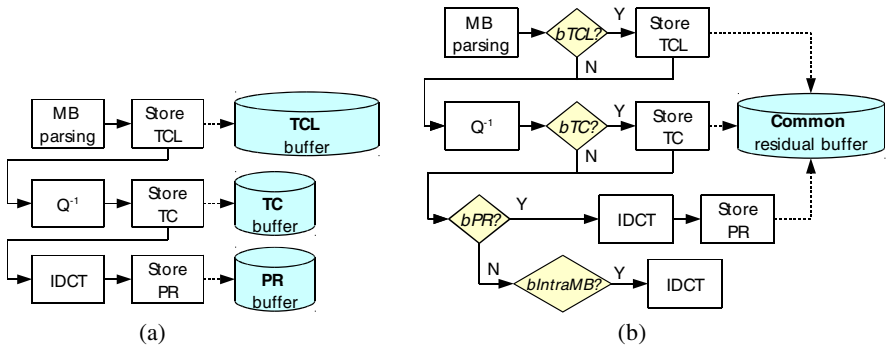 MB
parsing
Store
TCL
TCL
buffer
Q⁻¹
Store
TC
TC
buffer
IDCT
Store
PR
PR
buffer
(a)
MB
parsing
bTCL?
Y
Store
TCL
N
Q⁻¹
bTC?
Y
Store
TC
Common
residual buffer
N
bPR?
Y
IDCT
Store
PR
N
bIntraMB?
Y
IDCT
(b)